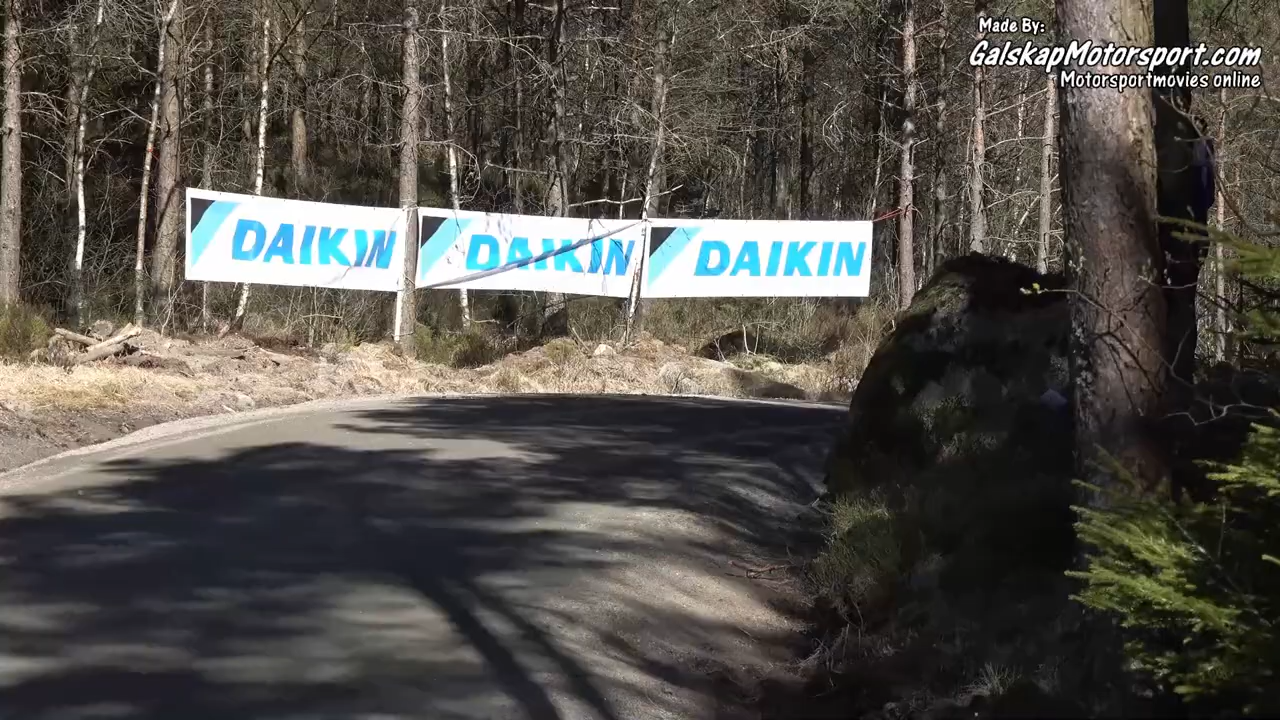 Made By:
GalskapMotorsport.com
Motorsportmovies online
DAIKIN
DAIKIN
DAIKIN